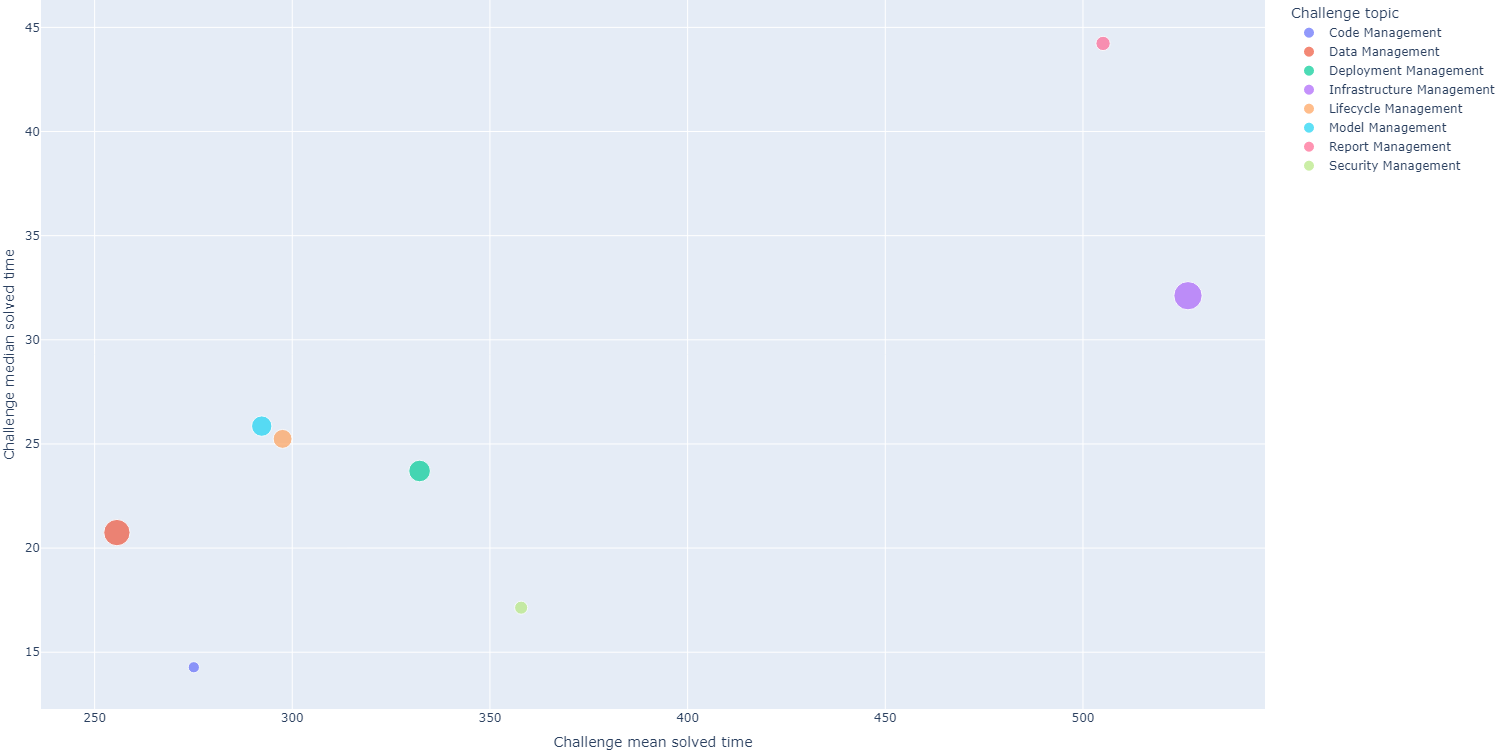 Challenge topic
Code Management
Data Management
Deployment Management
Infrastructure Management
Lifecycle Management
Model Management
Report Management
Security Management
Challenge median solved time
45
40
35
30
25
20
15
250
300
350
400
450
500
Challenge mean solved time